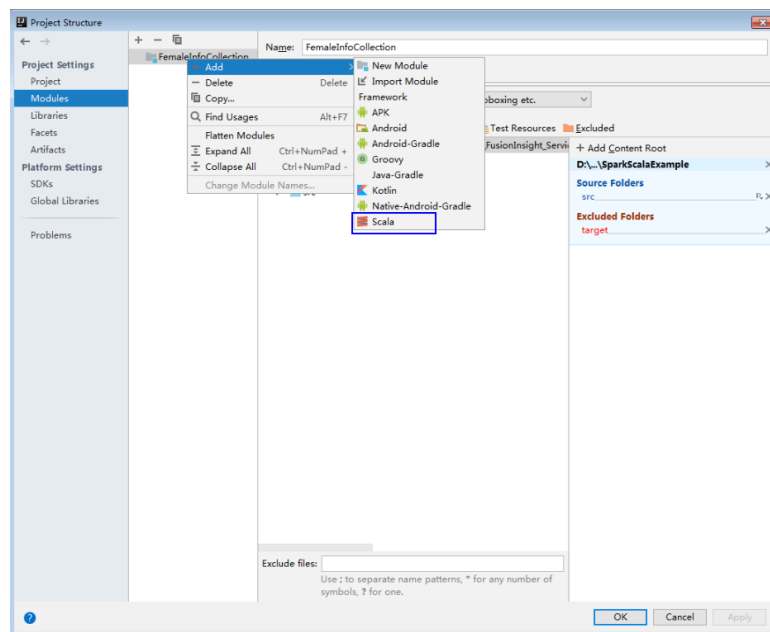 Project Structure
Name: FemaleInfoCollection
FemaleInfoCollection
Project Settings
Project
Modules
Libraries
Facets
Artifacts
Platform Settings
SDKs
Global Libraries
Problems
Add
Delete Delete
Copy...
Find Usages Alt+F7
Flatten Modules
Expand All Ctrl+NumPad +
Collapse All Ctrl+NumPad -
Change Module Names...
New Module
Import Module
Framework
APK
Android
Android-Gradle
Groovy
Java-Gradle
Kotlin
Native-Android-Gradle
Scala
etc.
Test Resources Excluded
+ Add Content Root
D:\...\SparkScalaExample
Source Folders
src
Excluded Folders
target
Exclude files:
Use ; to separate name patterns, * for any number of
symbols, ? for one.
OK Cancel Apply